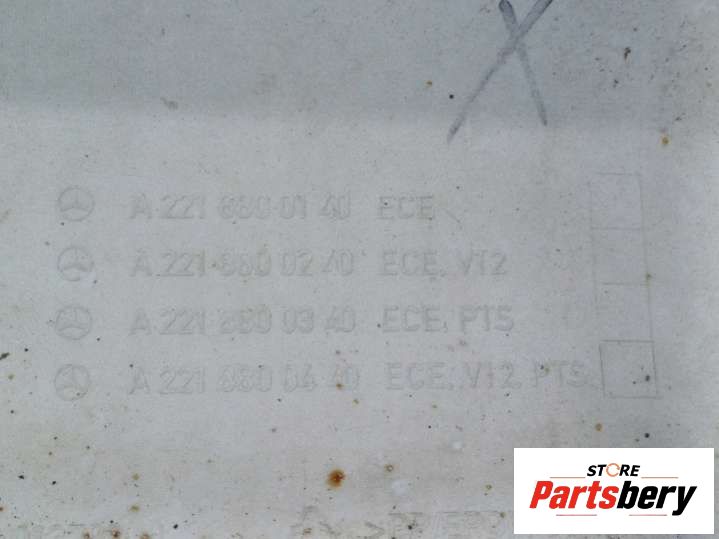 X
A 221 880 01 40 ECE
A 221 880 02 40 ECE, V12
A 221 880 03 40 ECE, PTS
A 221 880 04 40 ECE, V12, PTS
STORE
Partsbery